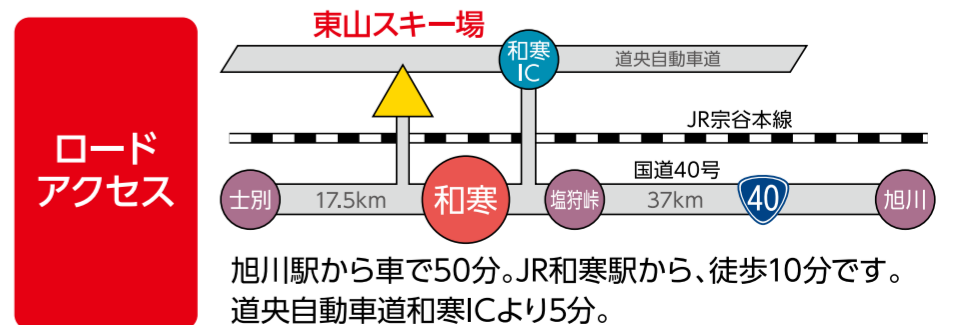 東山スキー場
和寒
IC
道央自動車道
JR宗谷本線
ロード
アクセス
国道40号
士別
17.5km
和寒
塩狩峠
37km
40
旭川
旭川駅から車で50分。JR和寒駅から、徒歩10分です。
道央自動車道和寒ICより5分。